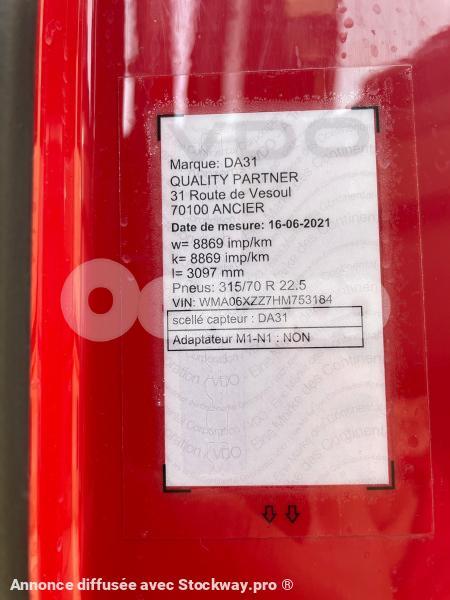 VDO
Marque: DA31
QUALITY PARTNER
31 Route de Vesoul
70100 ANCIER
Date de mesure: 16-06-2021
w= 8869 imp/km
k= 8869 imp/km
l= 3097 mm
Pneus: 315/70 R 22.5
VIN: WMA06XZZ7HM753184
scellé capteur : DA31
Adaptateur M1-N1 : NON
Annonce diffusée avec Stockway.pro ®